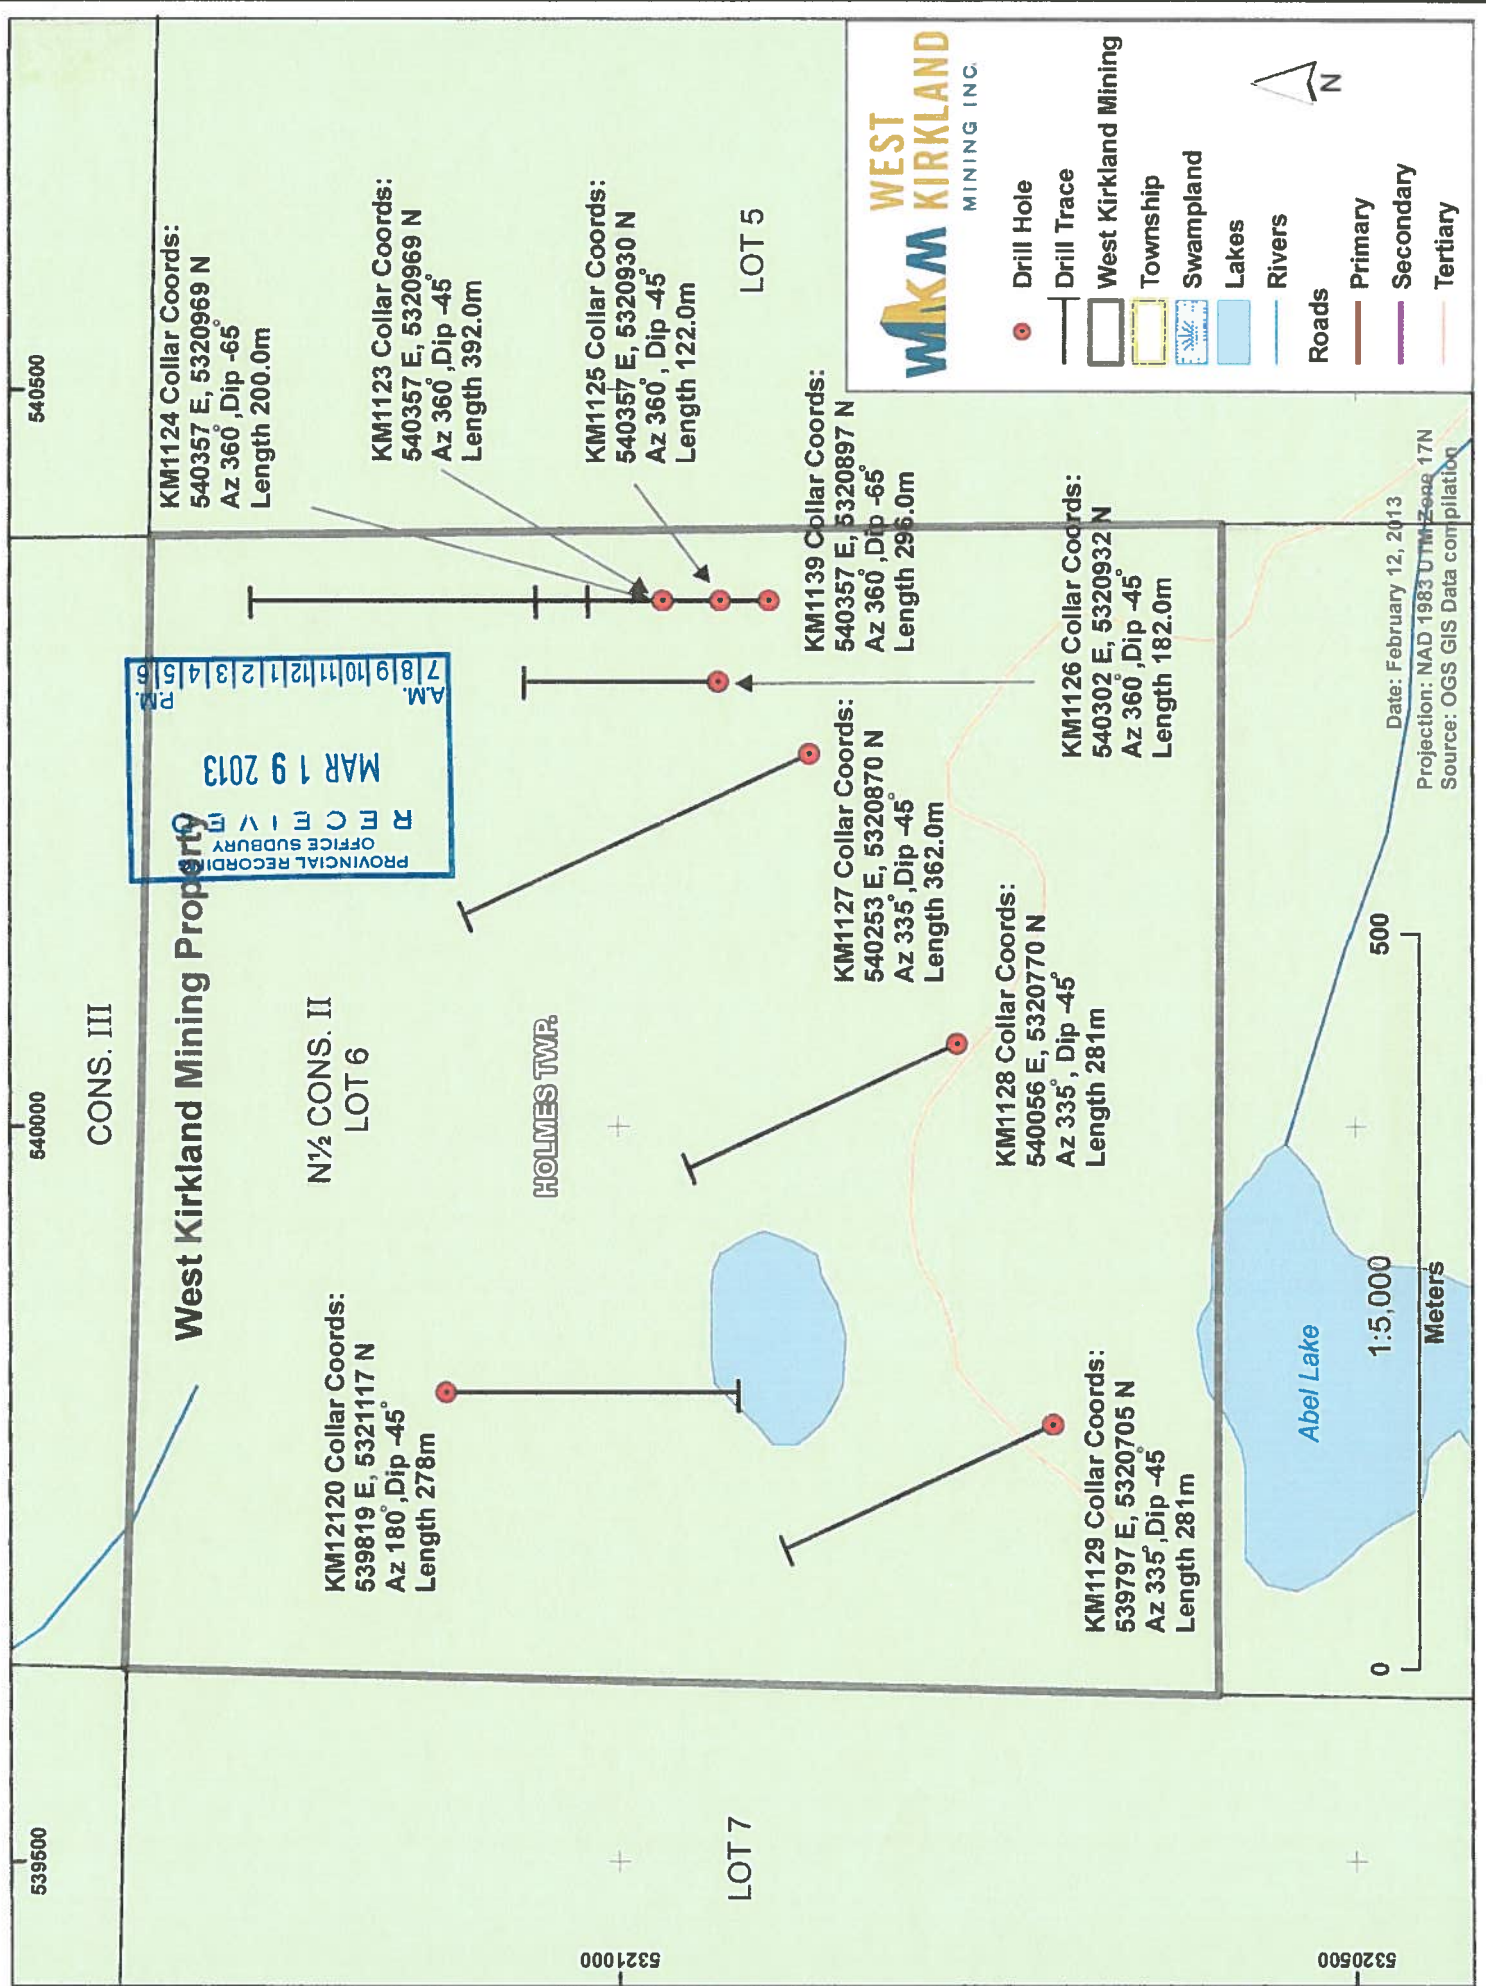 539500
540000
540500
5321000
5320500
CONS. III
West Kirkland Mining Property
N½ CONS. II
LOT 6
HOLMES TWP.
LOT 7
LOT 5
PROVINCIAL RECORDING
OFFICE SUDBURY
RECEIVED
MAR 19 2013
A.M.
P.M.
7|8|9|10|11|12|1|2|3|4|5|6
KM1124 Collar Coords:
540357 E, 5320969 N
Az 360°,Dip -65°
Length 200.0m
KM1123 Collar Coords:
540357 E, 5320969 N
Az 360°,Dip -45°
Length 392.0m
KM1125 Collar Coords:
540357 E, 5320930 N
Az 360°, Dip -45°
Length 122.0m
KM1139 Collar Coords:
540357 E, 5320897 N
Az 360°,Dip -65°
Length 296.0m
KM1126 Collar Coords:
540302 E, 5320932 N
Az 360°,Dip -45°
Length 182.0m
KM1127 Collar Coords:
540253 E, 5320870 N
Az 335°,Dip -45°
Length 362.0m
KM1128 Collar Coords:
540056 E, 5320770 N
Az 335°, Dip -45°
Length 281m
KM12120 Collar Coords:
539819 E, 5321117 N
Az 180°,Dip -45°
Length 278m
KM1129 Collar Coords:
539797 E, 5320705 N
Az 335°,Dip -45°
Length 281m
Abel Lake
1:5,000
0
500
Meters
Date: February 12, 2013
Projection: NAD 1983 UTM Zone 17N
Source: OGS GIS Data compilation
WKM
WEST
KIRKLAND
MINING INC.
Drill Hole
Drill Trace
West Kirkland Mining
Township
Swampland
Lakes
Rivers
Roads
Primary
Secondary
Tertiary
N